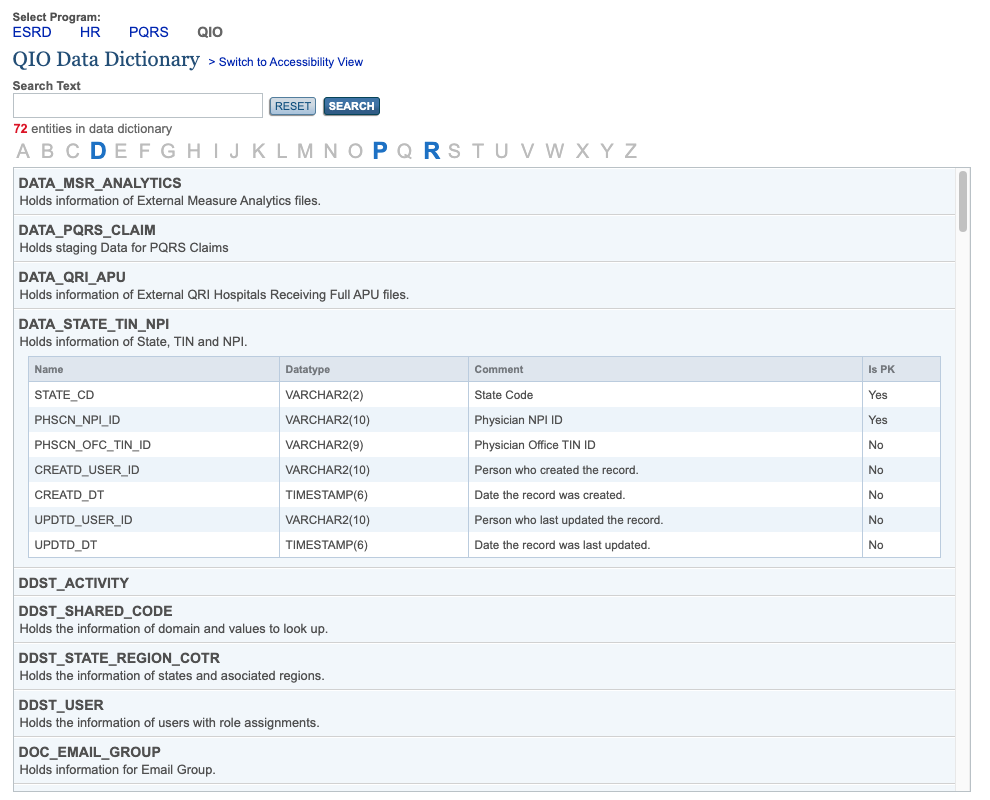 Select Program:
ESRD HR PQRS QIO
QIO Data Dictionary > Switch to Accessibility View
Search Text
RESET SEARCH
72 entities in data dictionary
A B C D E F G H I J K L M N O P Q R S T U V W X Y Z
DATA_MSR_ANALYTICS
Holds information of External Measure Analytics files.
DATA_PQRS_CLAIM
Holds staging Data for PQRS Claims
DATA_QRI_APU
Holds information of External QRI Hospitals Receiving Full APU files.
DATA_STATE_TIN_NPI
Holds information of State, TIN and NPI.
Name Datatype Comment Is PK
STATE_CD VARCHAR2(2) State Code Yes
PHSCN_NPI_ID VARCHAR2(10) Physician NPI ID Yes
PHSCN_OFC_TIN_ID VARCHAR2(9) Physician Office TIN ID No
CREATD_USER_ID VARCHAR2(10) Person who created the record. No
CREATD_DT TIMESTAMP(6) Date the record was created. No
UPDTD_USER_ID VARCHAR2(10) Person who last updated the record. No
UPDTD_DT TIMESTAMP(6) Date the record was last updated. No
DDST_ACTIVITY
DDST_SHARED_CODE
Holds the information of domain and values to look up.
DDST_STATE_REGION_COTR
Holds the information of states and asociated regions.
DDST_USER
Holds the information of users with role assignments.
DOC_EMAIL_GROUP
Holds information for Email Group.